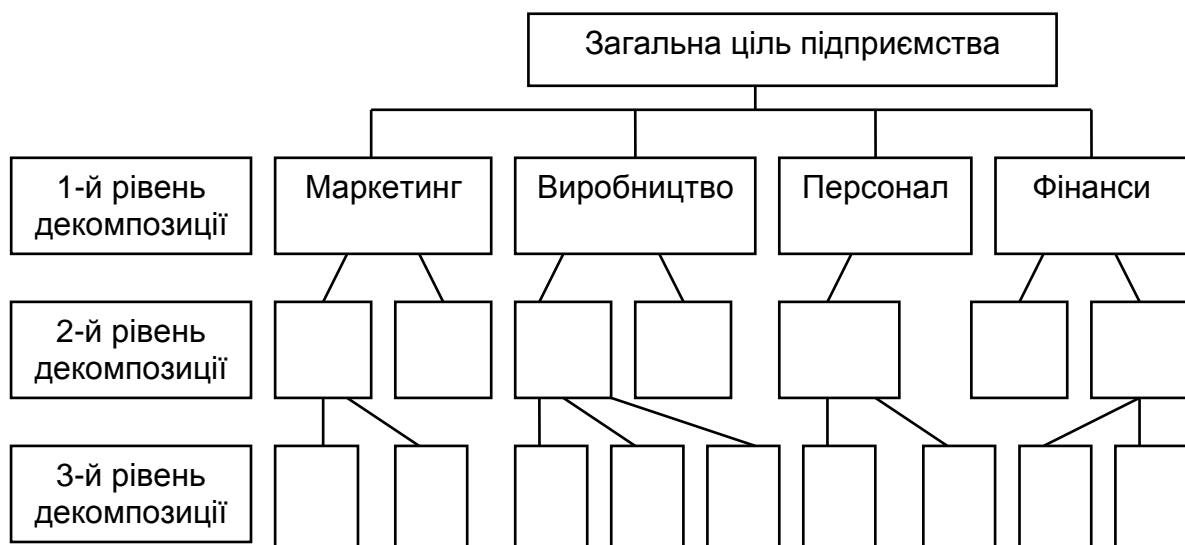 Загальна ціль підприємства
1-й рівень
декомпозиції
Маркетинг
Виробництво
Персонал
Фінанси
2-й рівень
декомпозиції
3-й рівень
декомпозиції